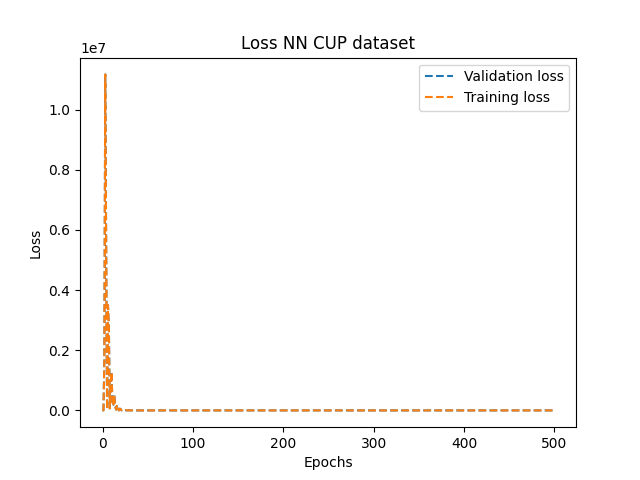 Loss NN CUP dataset
1e7
Validation loss
Training loss
1.0
0.8
0.6
0.4
0.2
0.0
Loss
0 100 200 300 400 500
Epochs